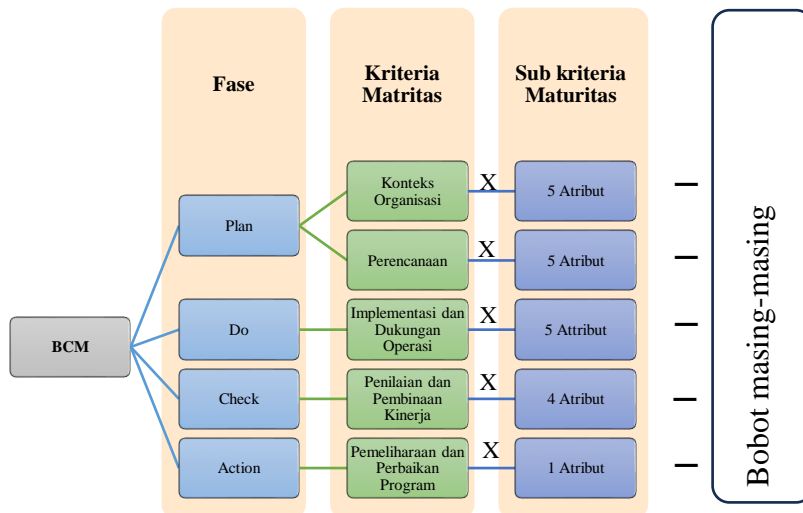 Fase
Kriteria
Matritas
Sub kriteria
Maturitas
BCM
Plan
Konteks
Organisasi
X
5 Atribut
Perencanaan
X
5 Atribut
Do
Implementasi dan
Dukungan
Operasi
X
5 Attribut
Check
Penilaian dan
Pembinaan
Kinerja
X
4 Atribut
Action
Pemeliharaan dan
Perbaikan
Program
X
1 Atribut
Bobot masing-masing